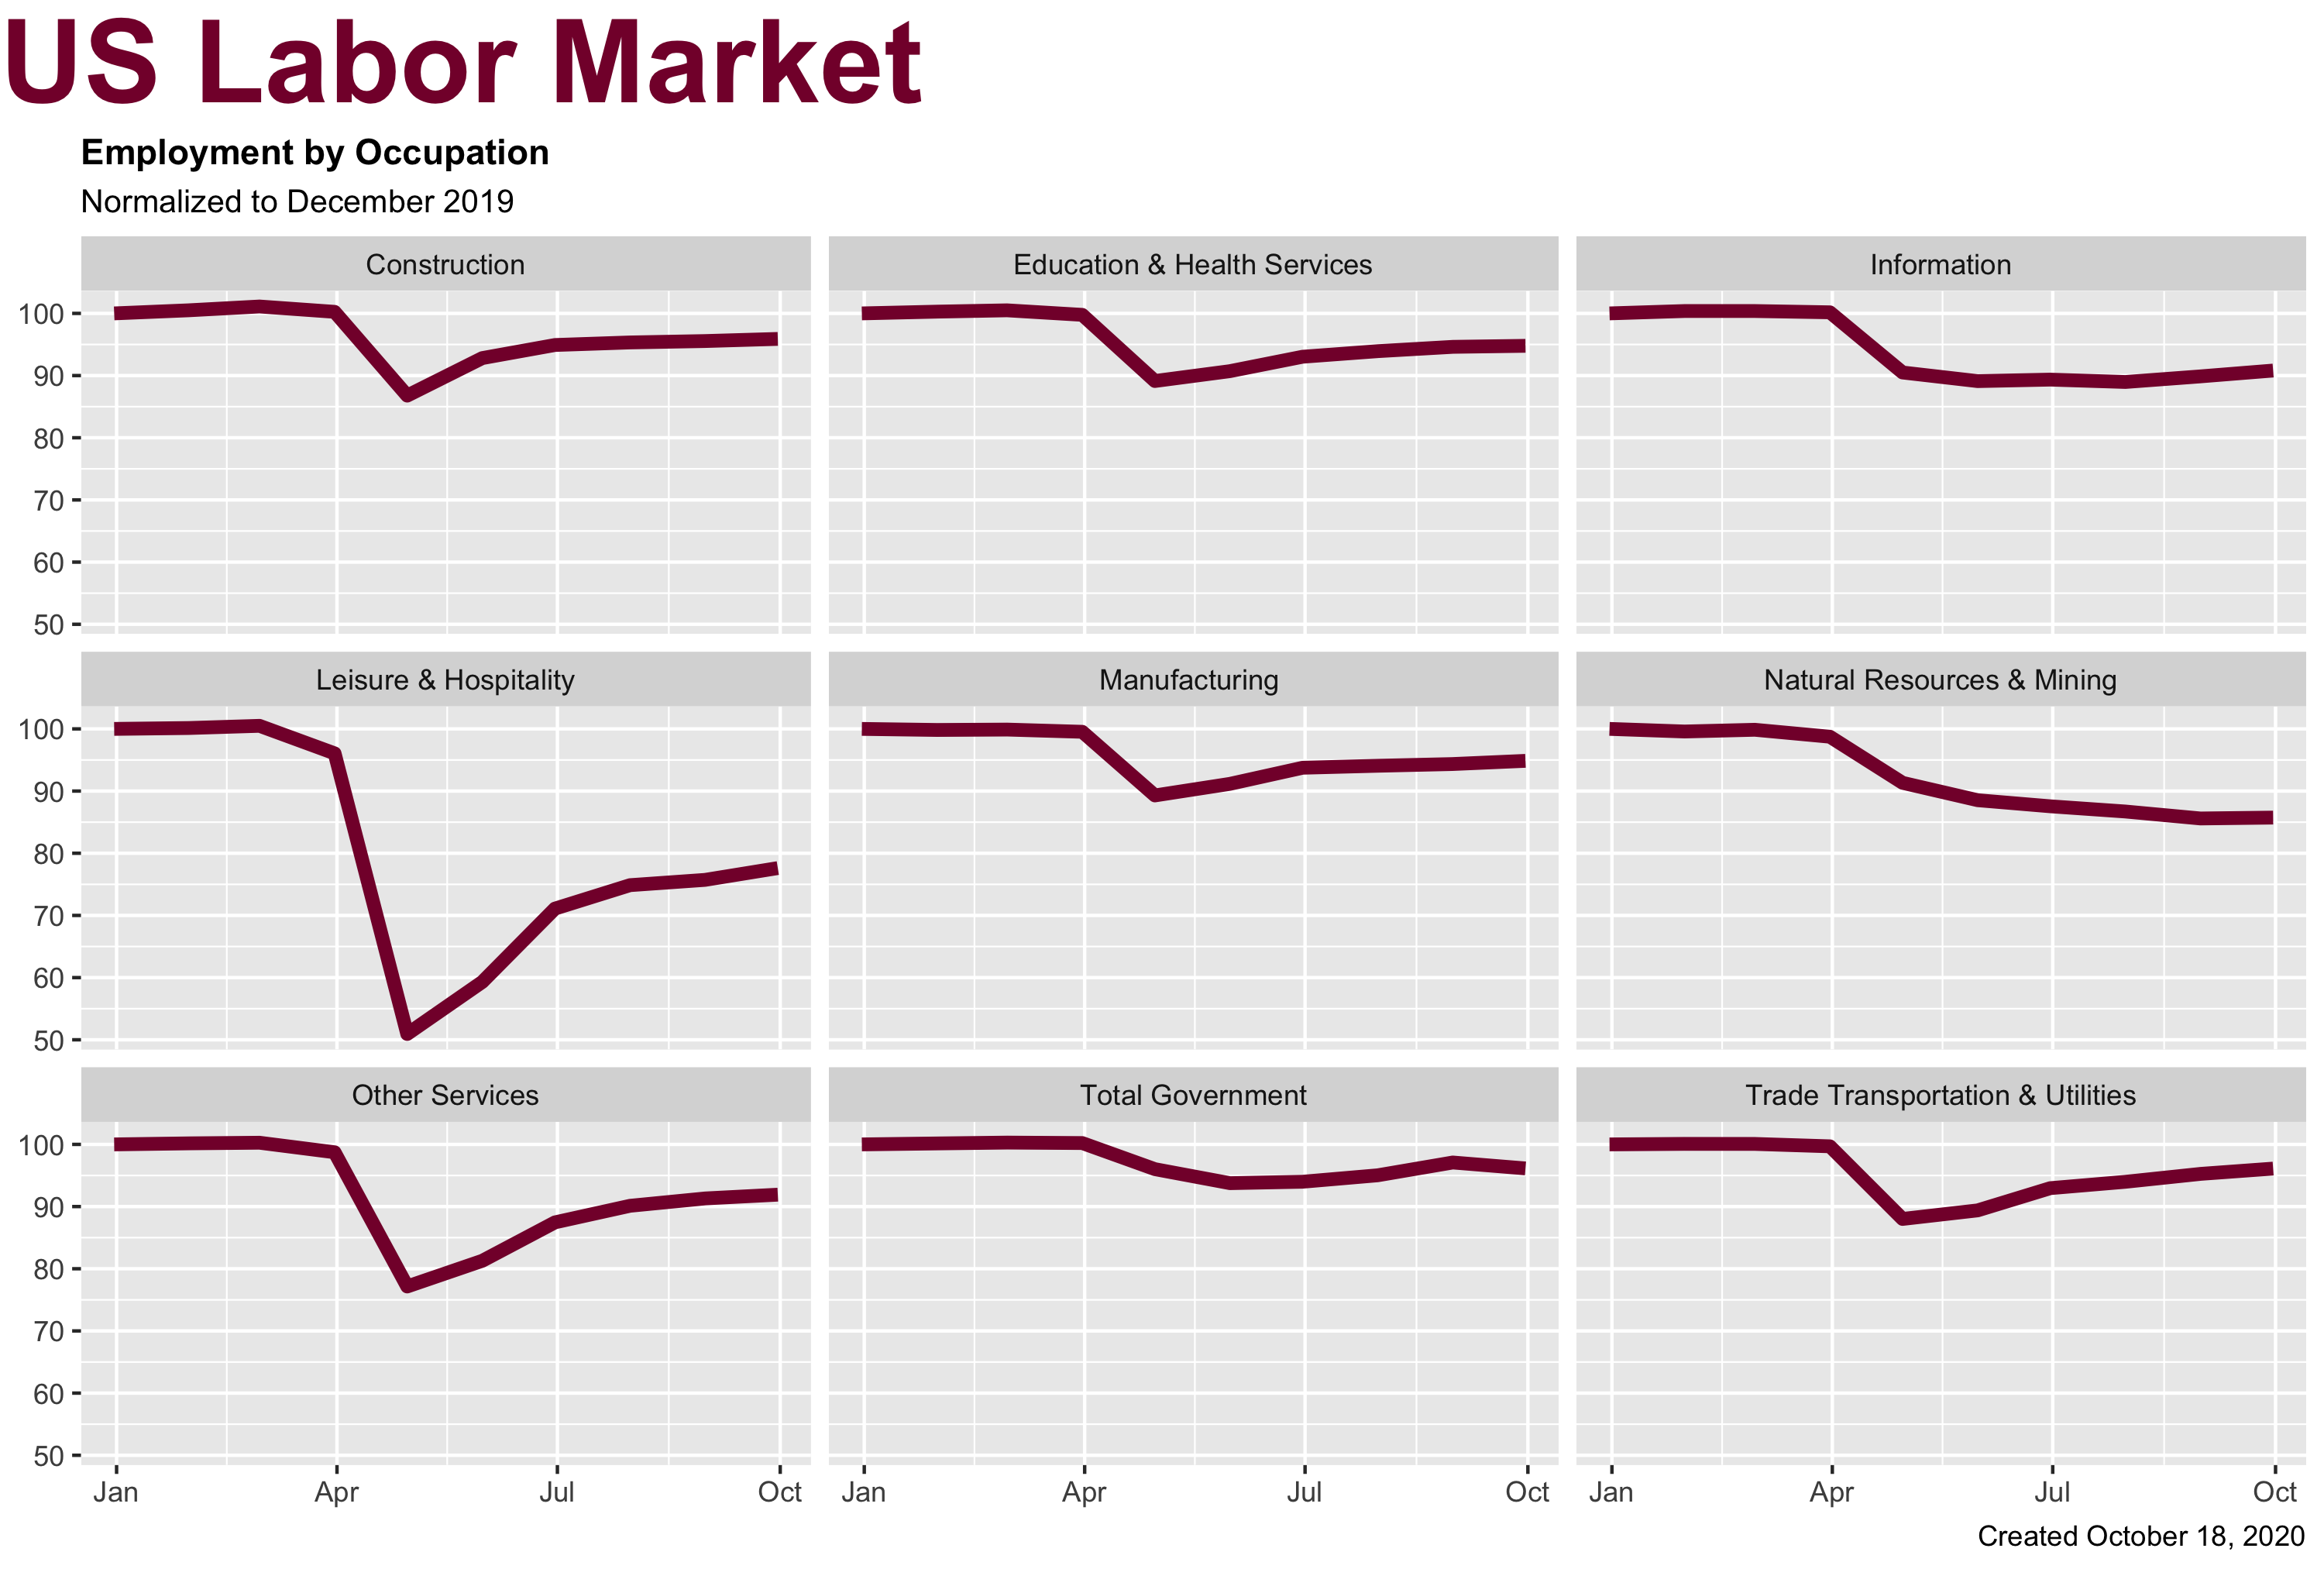 US Labor Market
Employment by Occupation
Normalized to December 2019
Construction
Education & Health Services
Information
100
90
80
70
60
50
Leisure & Hospitality
Manufacturing
Natural Resources & Mining
100
90
80
70
60
50
Other Services
Total Government
Trade Transportation & Utilities
100
90
80
70
60
50
Jan Apr Jul Oct Jan Apr Jul Oct Jan Apr Jul Oct
Created October 18, 2020